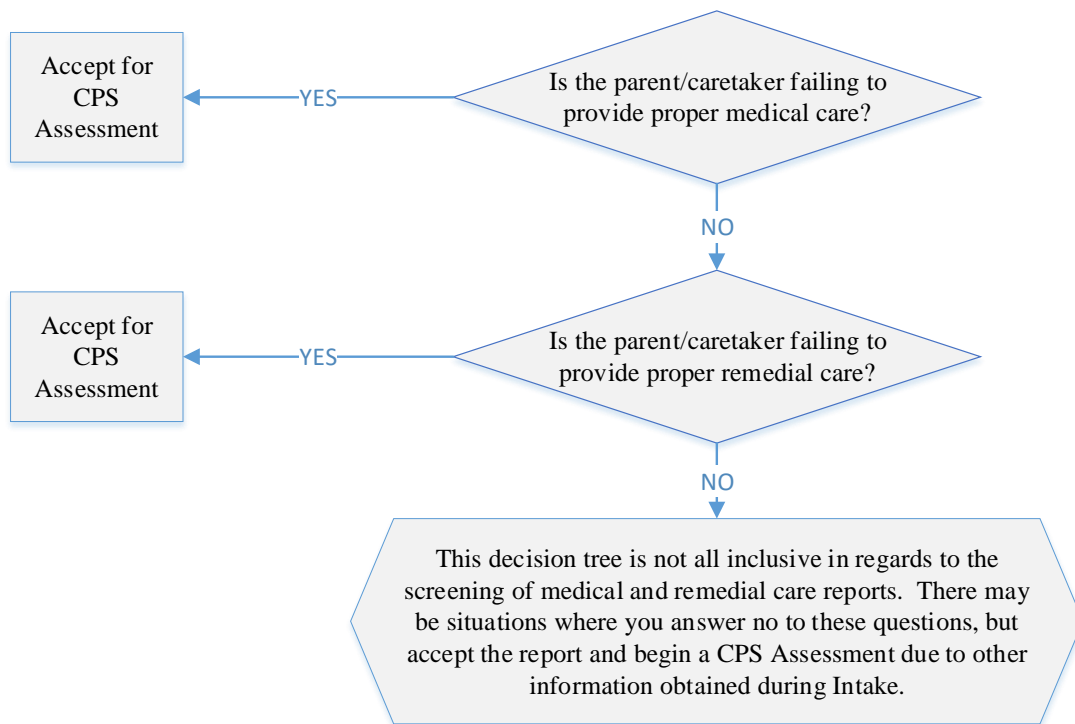 Accept for
CPS
Assessment
YES
Is the parent/caretaker failing to
provide proper medical care?
NO
Accept for
CPS
Assessment
YES
Is the parent/caretaker failing to
provide proper remedial care?
NO
This decision tree is not all inclusive in regards to the
screening of medical and remedial care reports.  There may
be situations where you answer no to these questions, but
accept the report and begin a CPS Assessment due to other
information obtained during Intake.